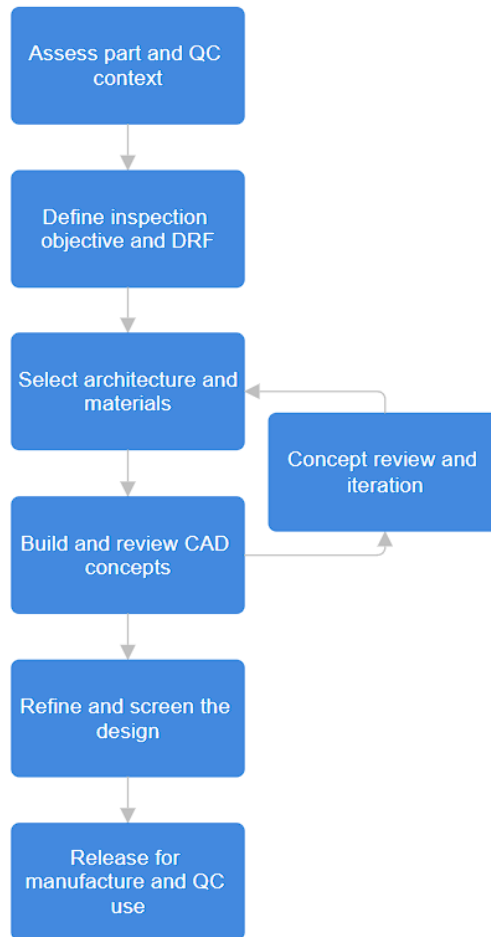 Assess part and QC
context
Define inspection
objective and DRF
Select architecture and
materials
Concept review and
iteration
Build and review CAD
concepts
Refine and screen the
design
Release for
manufacture and QC
use